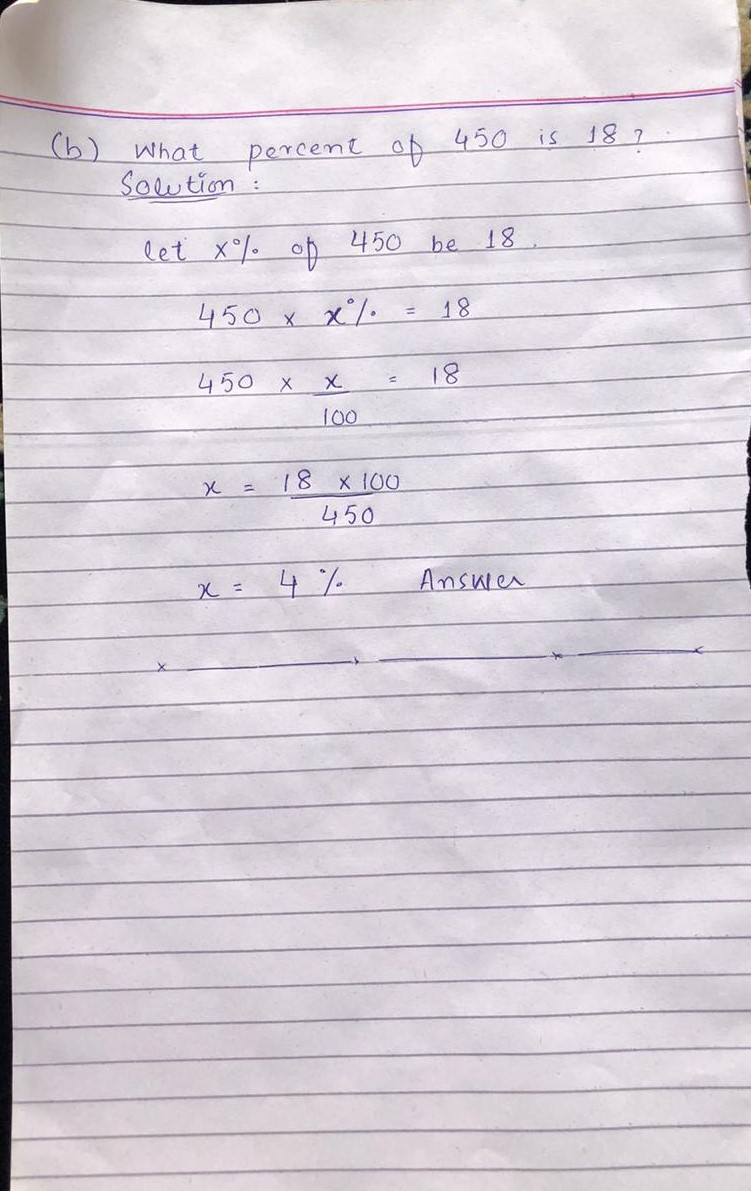 (b) What percent of 450 is 18?
Solution :
let x% of 450 be 18.
450 × x% = 18
450 × x = 18
100
x = 18 × 100
450
x = 4 % Answer